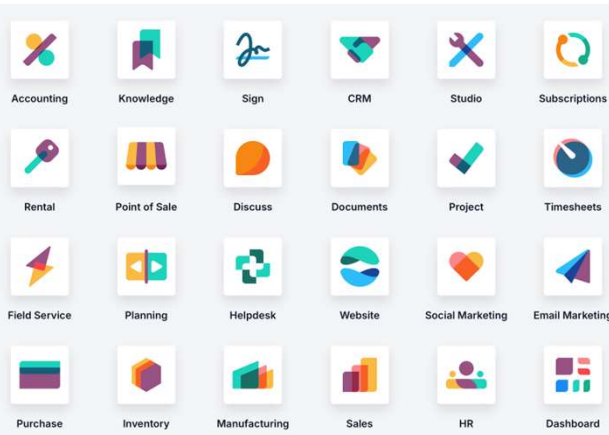 Accounting
Knowledge
Sign
CRM
Studio
Subscriptions
Rental
Point of Sale
Discuss
Documents
Project
Timesheets
Field Service
Planning
Helpdesk
Website
Social Marketing
Email Marketing
Purchase
Inventory
Manufacturing
Sales
HR
Dashboard